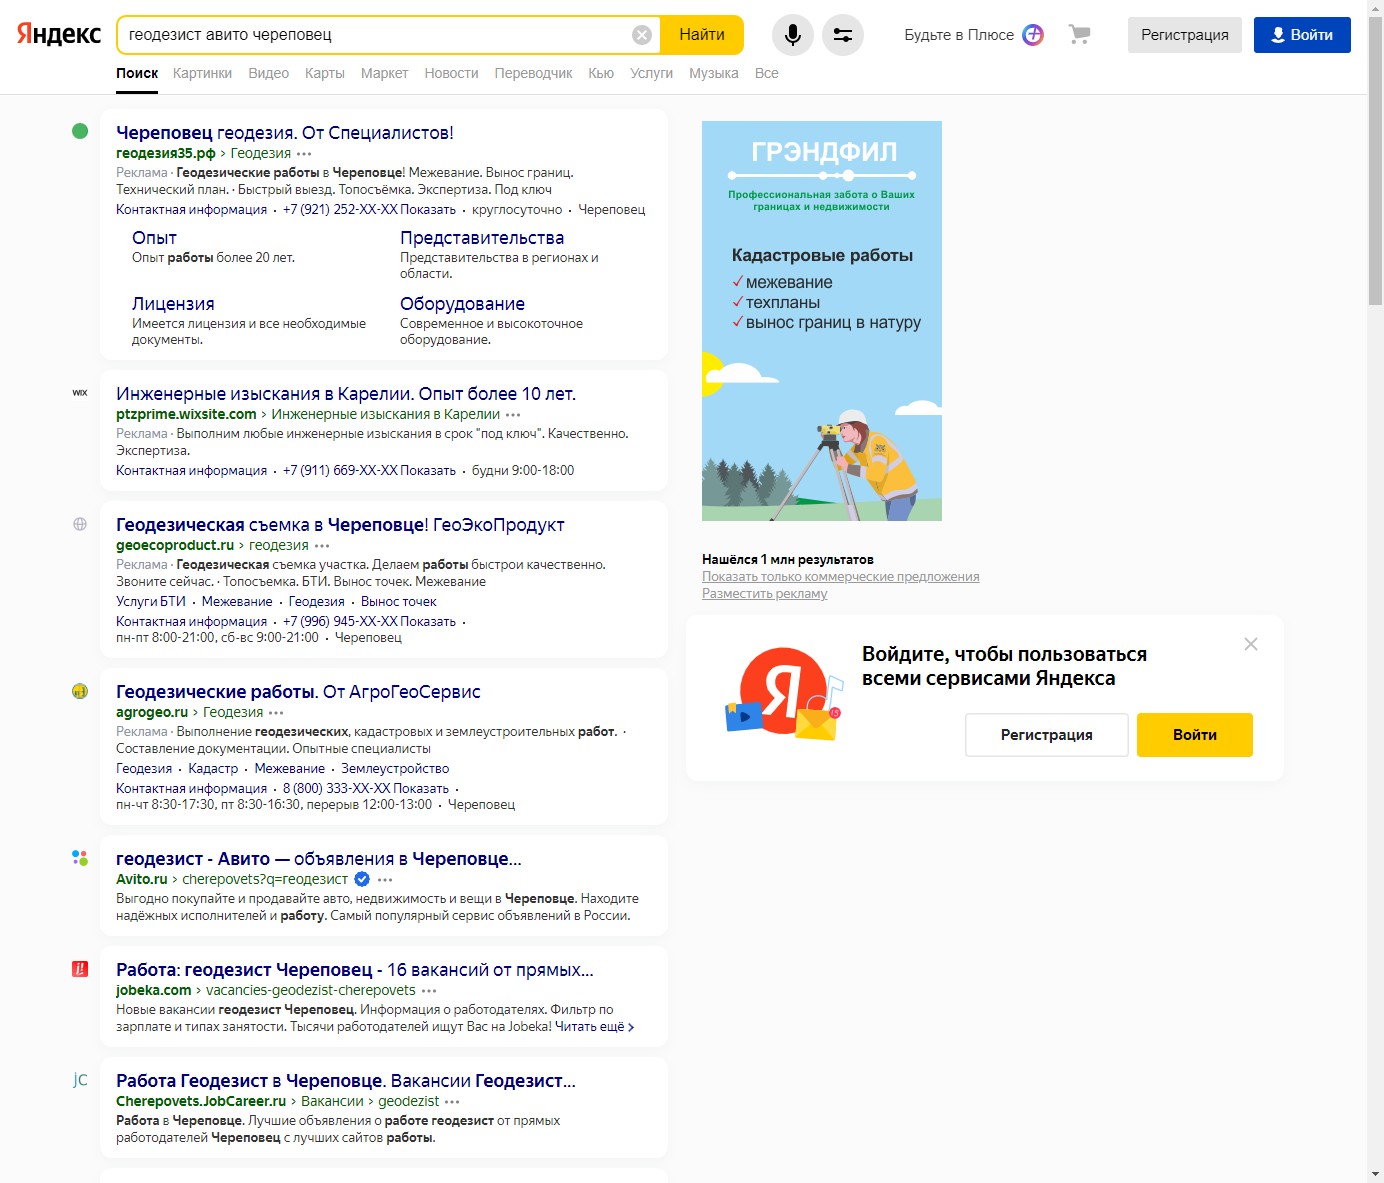 Яндекс
геодезист авито череповец
Найти
Будьте в Плюсе
Регистрация
Войти
Поиск
Картинки
Видео
Карты
Маркет
Новости
Переводчик
Кью
Услуги
Музыка
Все
Череповец геодезия. От Специалистов!
геодезия35.рф › Геодезия
Реклама · Геодезические работы в Череповце! Межевание. Вынос границ.
Технический план. · Быстрый выезд. Топосъёмка. Экспертиза. Под ключ
Контактная информация · +7 (921) 252-XX-XX Показать · круглосуточно · Череповец
Опыт
Опыт работы более 20 лет.
Представительства
Представительства в регионах и
области.
Лицензия
Имеется лицензия и все необходимые
документы.
Оборудование
Современное и высокоточное
оборудование.
WIX
Инженерные изыскания в Карелии. Опыт более 10 лет.
ptzprime.wixsite.com › Инженерные изыскания в Карелии
Реклама · Выполним любые инженерные изыскания в срок "под ключ". Качественно.
Экспертиза.
Контактная информация · +7 (911) 669-XX-XX Показать · будни 9:00-18:00
Геодезическая съемка в Череповце! ГеоЭкоПродукт
geoecoproduct.ru › геодезия
Реклама · Геодезическая съемка участка. Делаем работы быстрои качественно.
Звоните сейчас. · Топосъемка. БТИ. Вынос точек. Межевание
Услуги БТИ · Межевание · Геодезия · Вынос точек
Контактная информация · +7 (996) 945-XX-XX Показать ·
пн-пт 8:00-21:00, сб-вс 9:00-21:00 · Череповец
Геодезические работы. От АгроГеоСервис
agrogeo.ru › Геодезия
Реклама · Выполнение геодезических, кадастровых и землеустроительных работ. ·
Составление документации. Опытные специалисты
Геодезия · Кадастр · Межевание · Землеустройство
Контактная информация · 8 (800) 333-XX-XX Показать ·
пн-чт 8:30-17:30, пт 8:30-16:30, перерыв 12:00-13:00 · Череповец
геодезист - Авито — объявления в Череповце...
Avito.ru › cherepovets?q=геодезист
Выгодно покупайте и продавайте авто, недвижимость и вещи в Череповце. Находите
надёжных исполнителей и работу. Самый популярный сервис объявлений в России.
j!
Работа: геодезист Череповец - 16 вакансий от прямых...
jobeka.com › vacancies-geodezist-cherepovets
Новые вакансии геодезист Череповец. Информация о работодателях. Фильтр по
зарплате и типах занятости. Тысячи работодателей ищут Вас на Jobeka! Читать ещё ›
jC
Работа Геодезист в Череповце. Вакансии Геодезист...
Cherepovets.JobCareer.ru › Вакансии › geodezist
Работа в Череповце. Лучшие объявления о работе геодезист от прямых
работодателей Череповец с лучших сайтов работы.
ГРЭНДФИЛ
Профессиональная забота о Ваших
границах и недвижимости
Кадастровые работы
✓межевание
✓техпланы
✓вынос границ в натуру
Нашёлся 1 млн результатов
Показать только коммерческие предложения
Разместить рекламу
Я
15
Войдите, чтобы пользоваться
всеми сервисами Яндекса
Регистрация
Войти